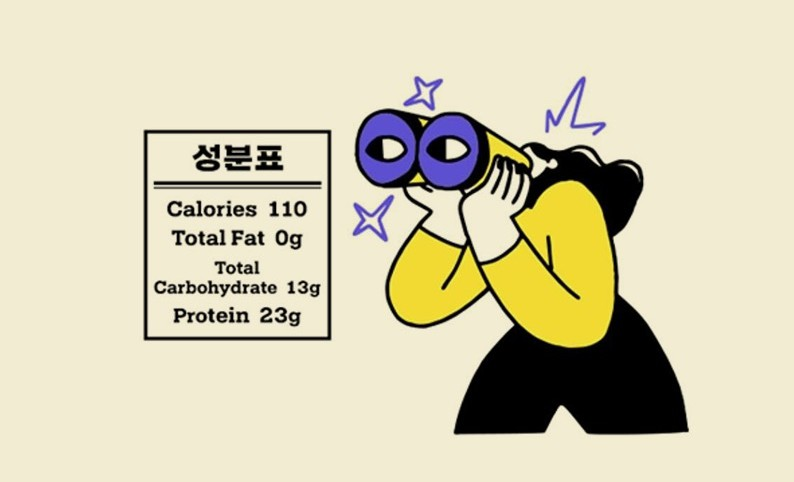 성분표
Calories 110
Total Fat 0g
Total
Carbohydrate 13g
Protein 23g